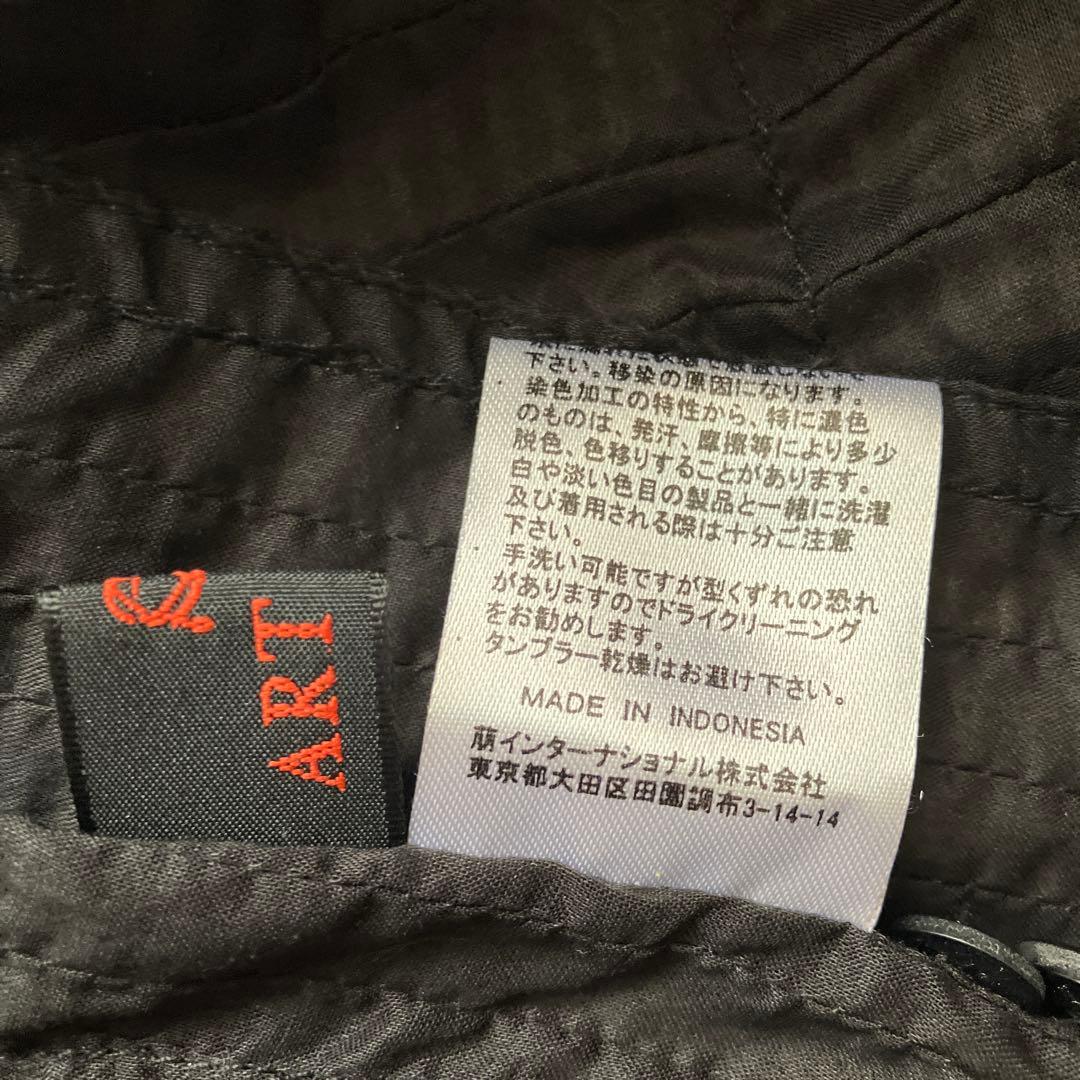 下さい。移染の原因になります。
染色加工の特性から、特に濃色
のものは、発汗、摩擦等により多少
脱色、色移りすることがあります。
白や淡い色目の製品と一緒に洗濯
及び着用される際は十分ご注意
下さい。
手洗い可能ですが型くずれの恐れ
がありますのでドライクリーニング
をお勧めします。
タンブラー乾燥はお避け下さい。
MADE IN INDONESIA
萠インターナショナル株式会社
東京都大田区田園調布3-14-14
ART